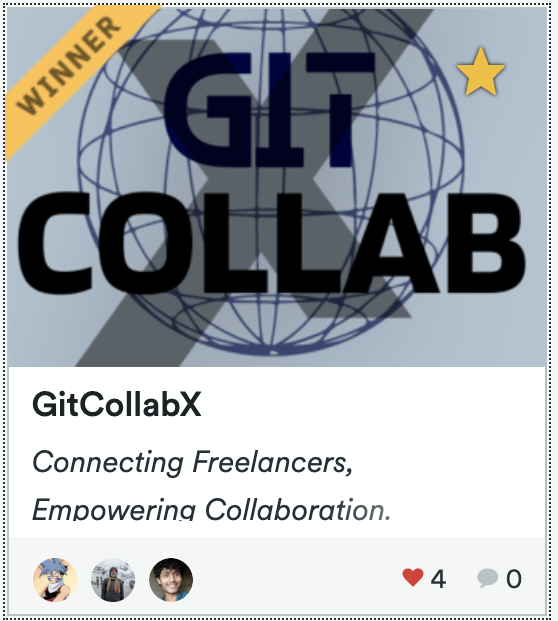 WINNER
GIT
COLLAB
GitCollabX
Connecting Freelancers,
Empowering Collaboration.
4 0